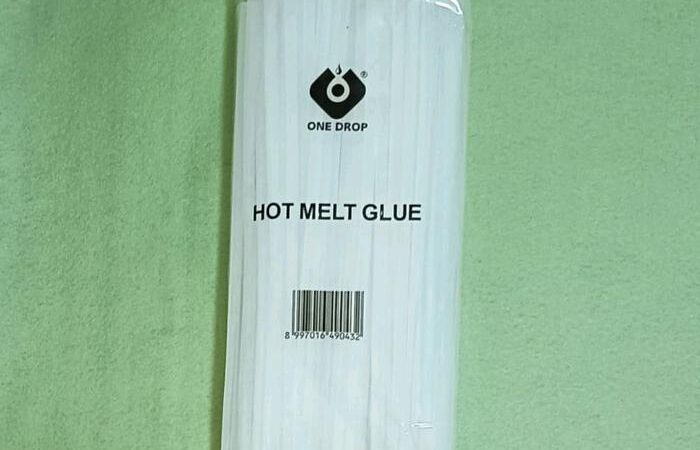 ®
ONE DROP
HOT MELT GLUE
8 997016 490432